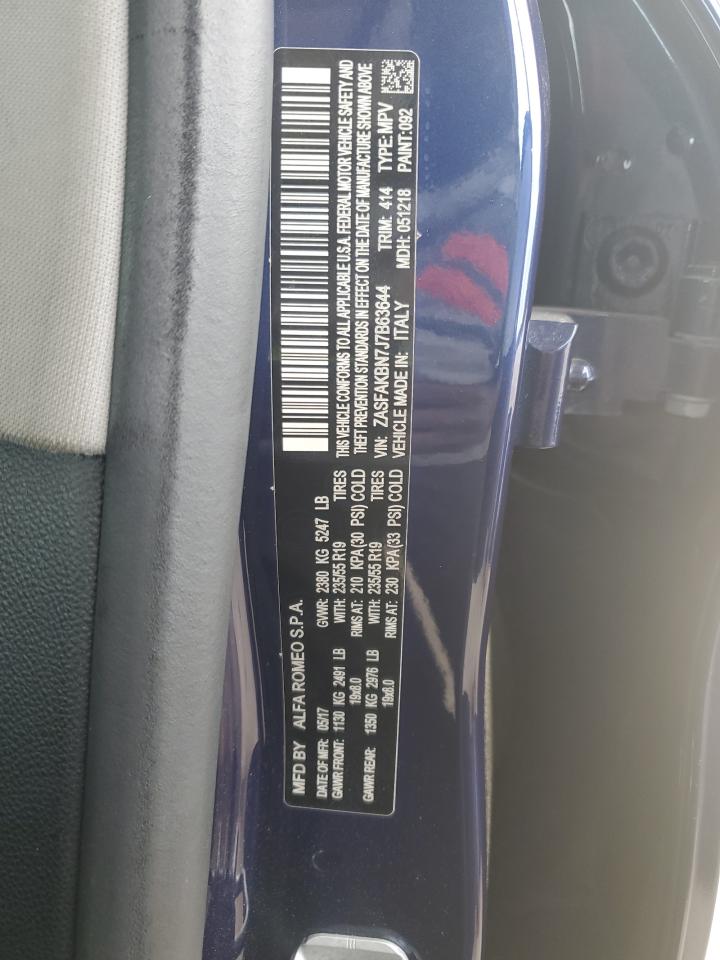 MFD BY ALFA ROMEO S.P.A.
DATE OF MFR: 05/17 GVWR: 2380 KG 5247 LB
GAWR FRONT: 1130 KG 2491 LB WITH: 235/55 R19 TIRES
19x8.0 RIMS AT: 210 KPA(30 PSI) COLD
GAWR REAR: 1350 KG 2976 LB WITH: 235/55 R19 TIRES
19x8.0 RIMS AT: 230 KPA(33 PSI) COLD
THIS VEHICLE CONFORMS TO ALL APPLICABLE U.S.A. FEDERAL MOTOR VEHICLE SAFETY AND
THEFT PREVENTION STANDARDS IN EFFECT ON THE DATE OF MANUFACTURE SHOWN ABOVE
VIN: ZASFAKBN7J7B63644 TRIM: 414 TYPE: MPV
VEHICLE MADE IN: ITALY MDH: 051218 PAINT: 092